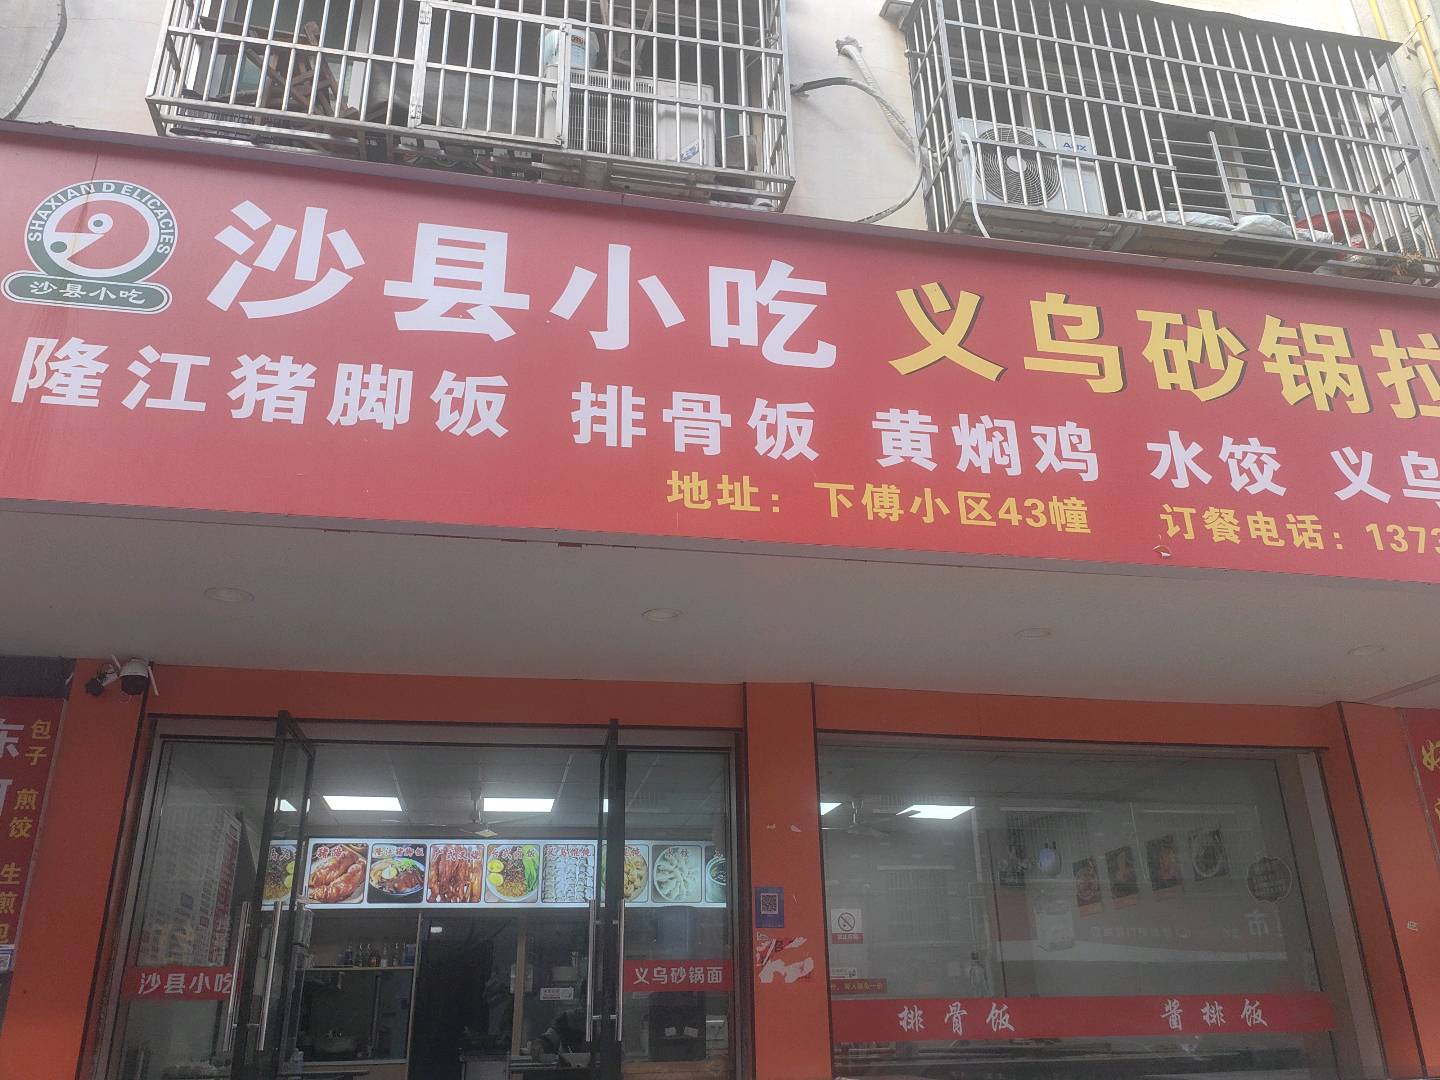 SHAXIAN DELICACIES
沙县小吃
沙县小吃 义乌砂锅拉
隆江猪脚饭 排骨饭 黄焖鸡 水饺 义乌
地址：下傅小区43幢 订餐电话：1373
AUX
包子
煎饺
生煎包
东
沙县小吃
义乌砂锅面
排骨饭
酱排饭